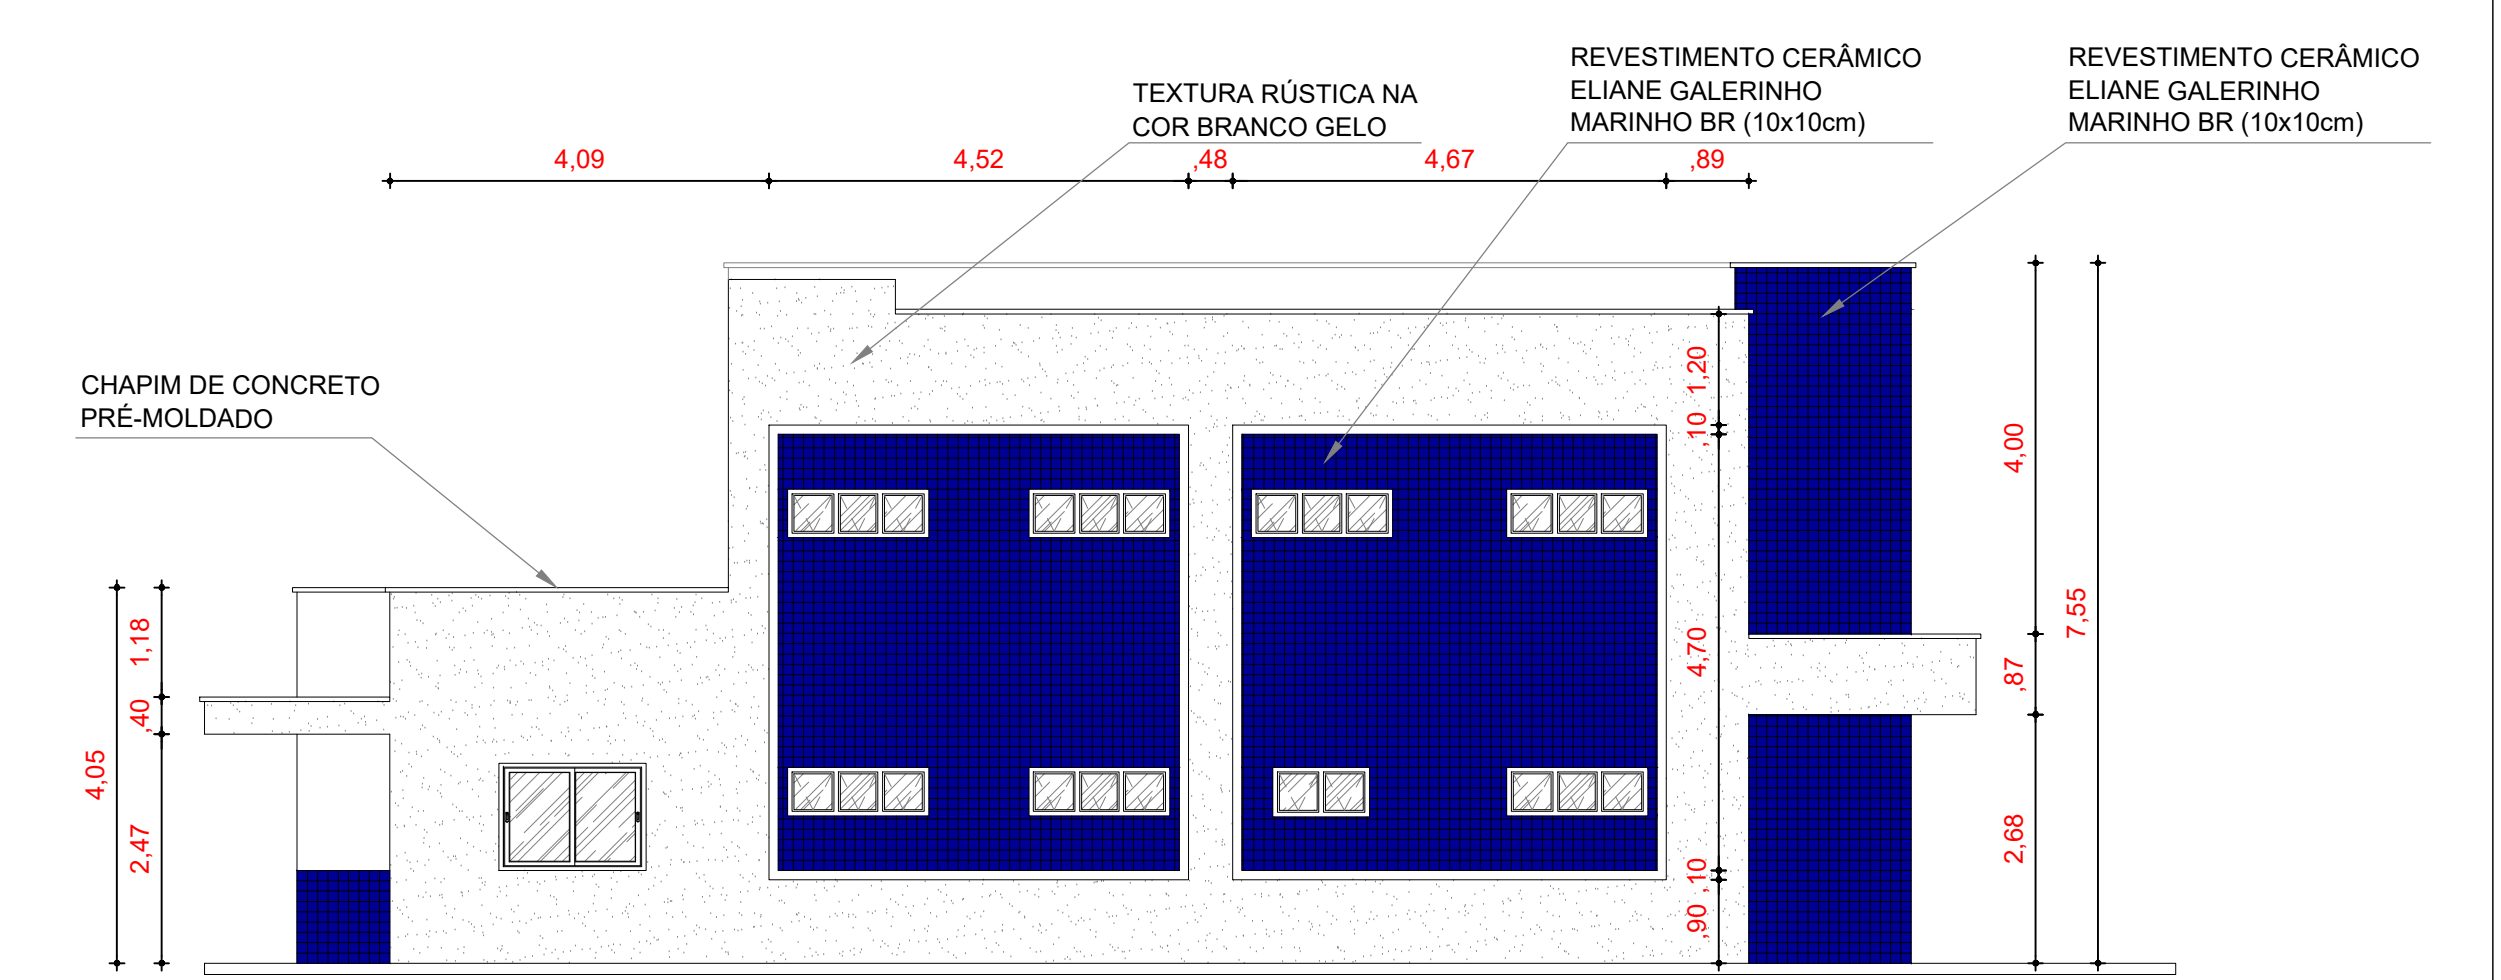 REVESTIMENTO CERÂMICO
ELIANE GALERINHO
MARINHO BR (10x10cm)
REVESTIMENTO CERÂMICO
ELIANE GALERINHO
MARINHO BR (10x10cm)
TEXTURA RÚSTICA NA
COR BRANCO GELO
4,09
4,52
,48
4,67
,89
CHAPIM DE CONCRETO
PRÉ-MOLDADO
1,20
,10
4,70
,10
,90
4,00
,87
2,68
7,55
1,18
,40
2,47
4,05